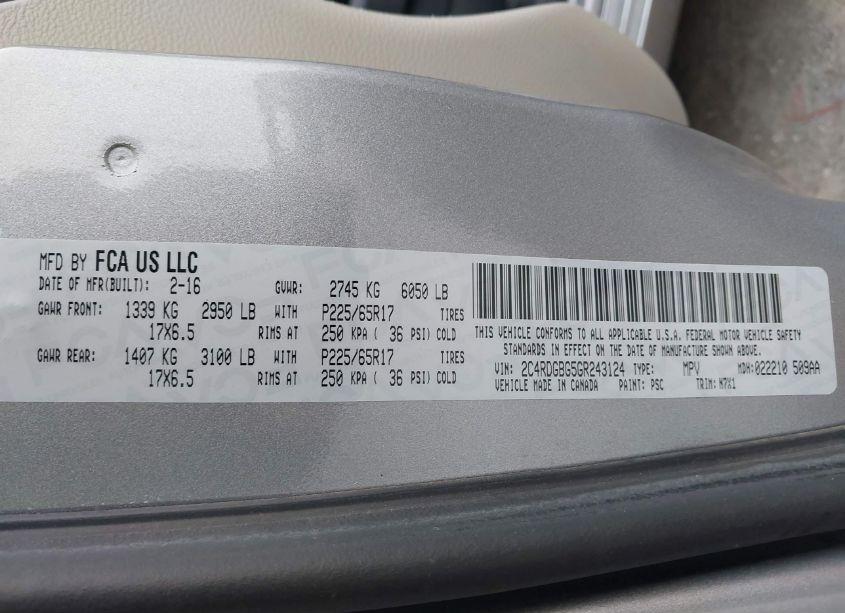 MFD BY FCA US LLC
DATE OF MFR(BUILT): 2-16 GVWR: 2745 KG 6050 LB
GAWR FRONT: 1339 KG 2950 LB WITH P225/65R17 TIRES
17X6.5 RIMS AT 250 KPA ( 36 PSI) COLD
GAWR REAR: 1407 KG 3100 LB WITH P225/65R17 TIRES
17X6.5 RIMS AT 250 KPA ( 36 PSI) COLD
THIS VEHICLE CONFORMS TO ALL APPLICABLE U.S.A. FEDERAL MOTOR VEHICLE SAFETY
STANDARDS IN EFFECT ON THE DATE OF MANUFACTURE SHOWN ABOVE.
VIN: 2C4RDGBG5GR243124 TYPE: MPV MDH:022210 509AA
VEHICLE MADE IN CANADA PAINT: PSC TRIM: N7X1